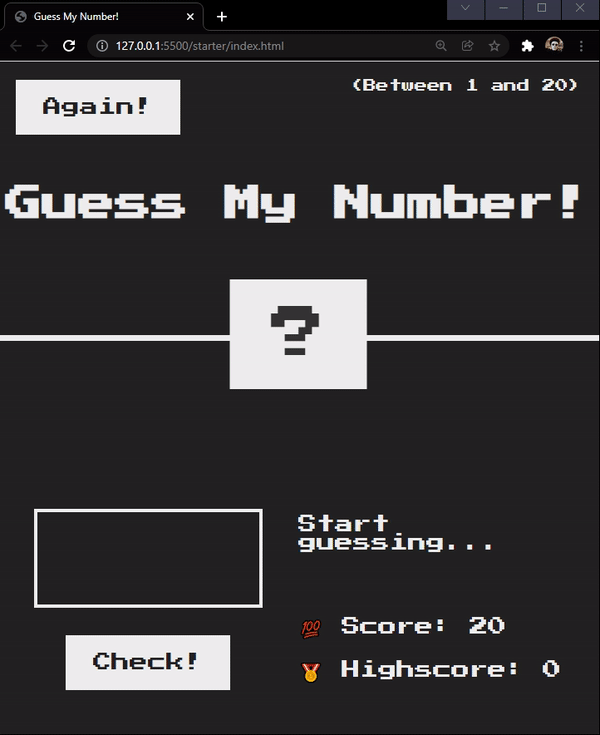 Guess My Number!
127.0.0.1:5500/starter/index.html
Again!
(Between 1 and 20)
Guess My Number!
?
Start
guessing...
💯 Score: 20
Check!
🥇 Highscore: 0